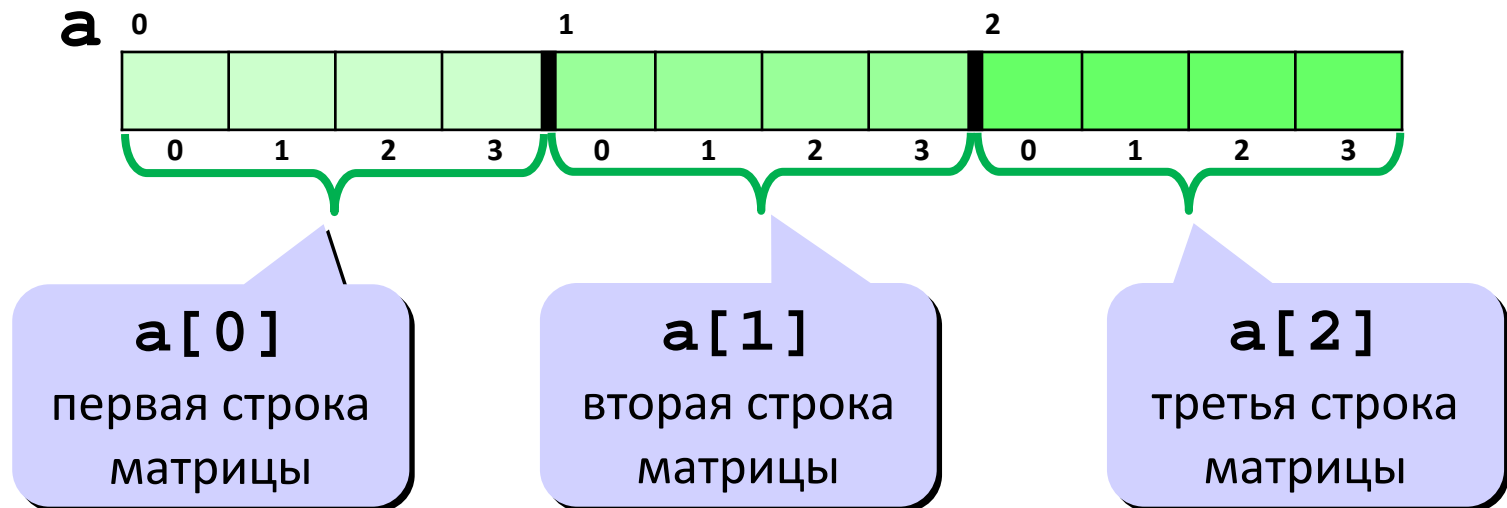 a 0 1 2
0 1 2 3 0 1 2 3 0 1 2 3
a[0]
первая строка
матрицы
a[1]
вторая строка
матрицы
a[2]
третья строка
матрицы